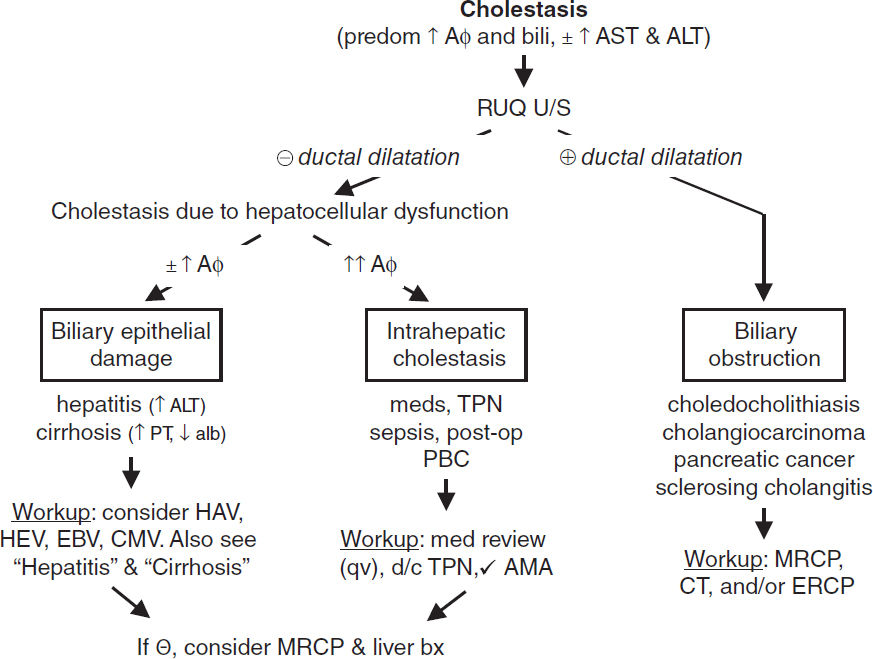 Cholestasis
(predom ↑ Aϕ and bili, ± ↑ AST & ALT)
RUQ U/S
⊖ ductal dilatation
⊕ ductal dilatation
Cholestasis due to hepatocellular dysfunction
± ↑ Aϕ
↑↑ Aϕ
Biliary epithelial
damage
hepatitis (↑ ALT)
cirrhosis (↑ PT, ↓ alb)
Workup: consider HAV,
HEV, EBV, CMV. Also see
“Hepatitis” & “Cirrhosis”
Intrahepatic
cholestasis
meds, TPN
sepsis, post-op
PBC
Workup: med review
(qv), d/c TPN,✓ AMA
If Θ, consider MRCP & liver bx
Biliary
obstruction
choledocholithiasis
cholangiocarcinoma
pancreatic cancer
sclerosing cholangitis
Workup: MRCP,
CT, and/or ERCP